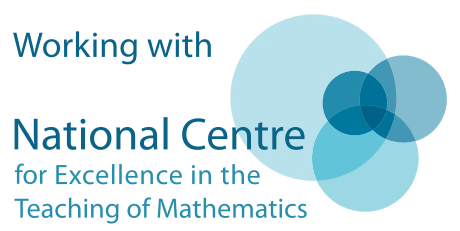 Working with
National Centre
for Excellence in the
Teaching of Mathematics